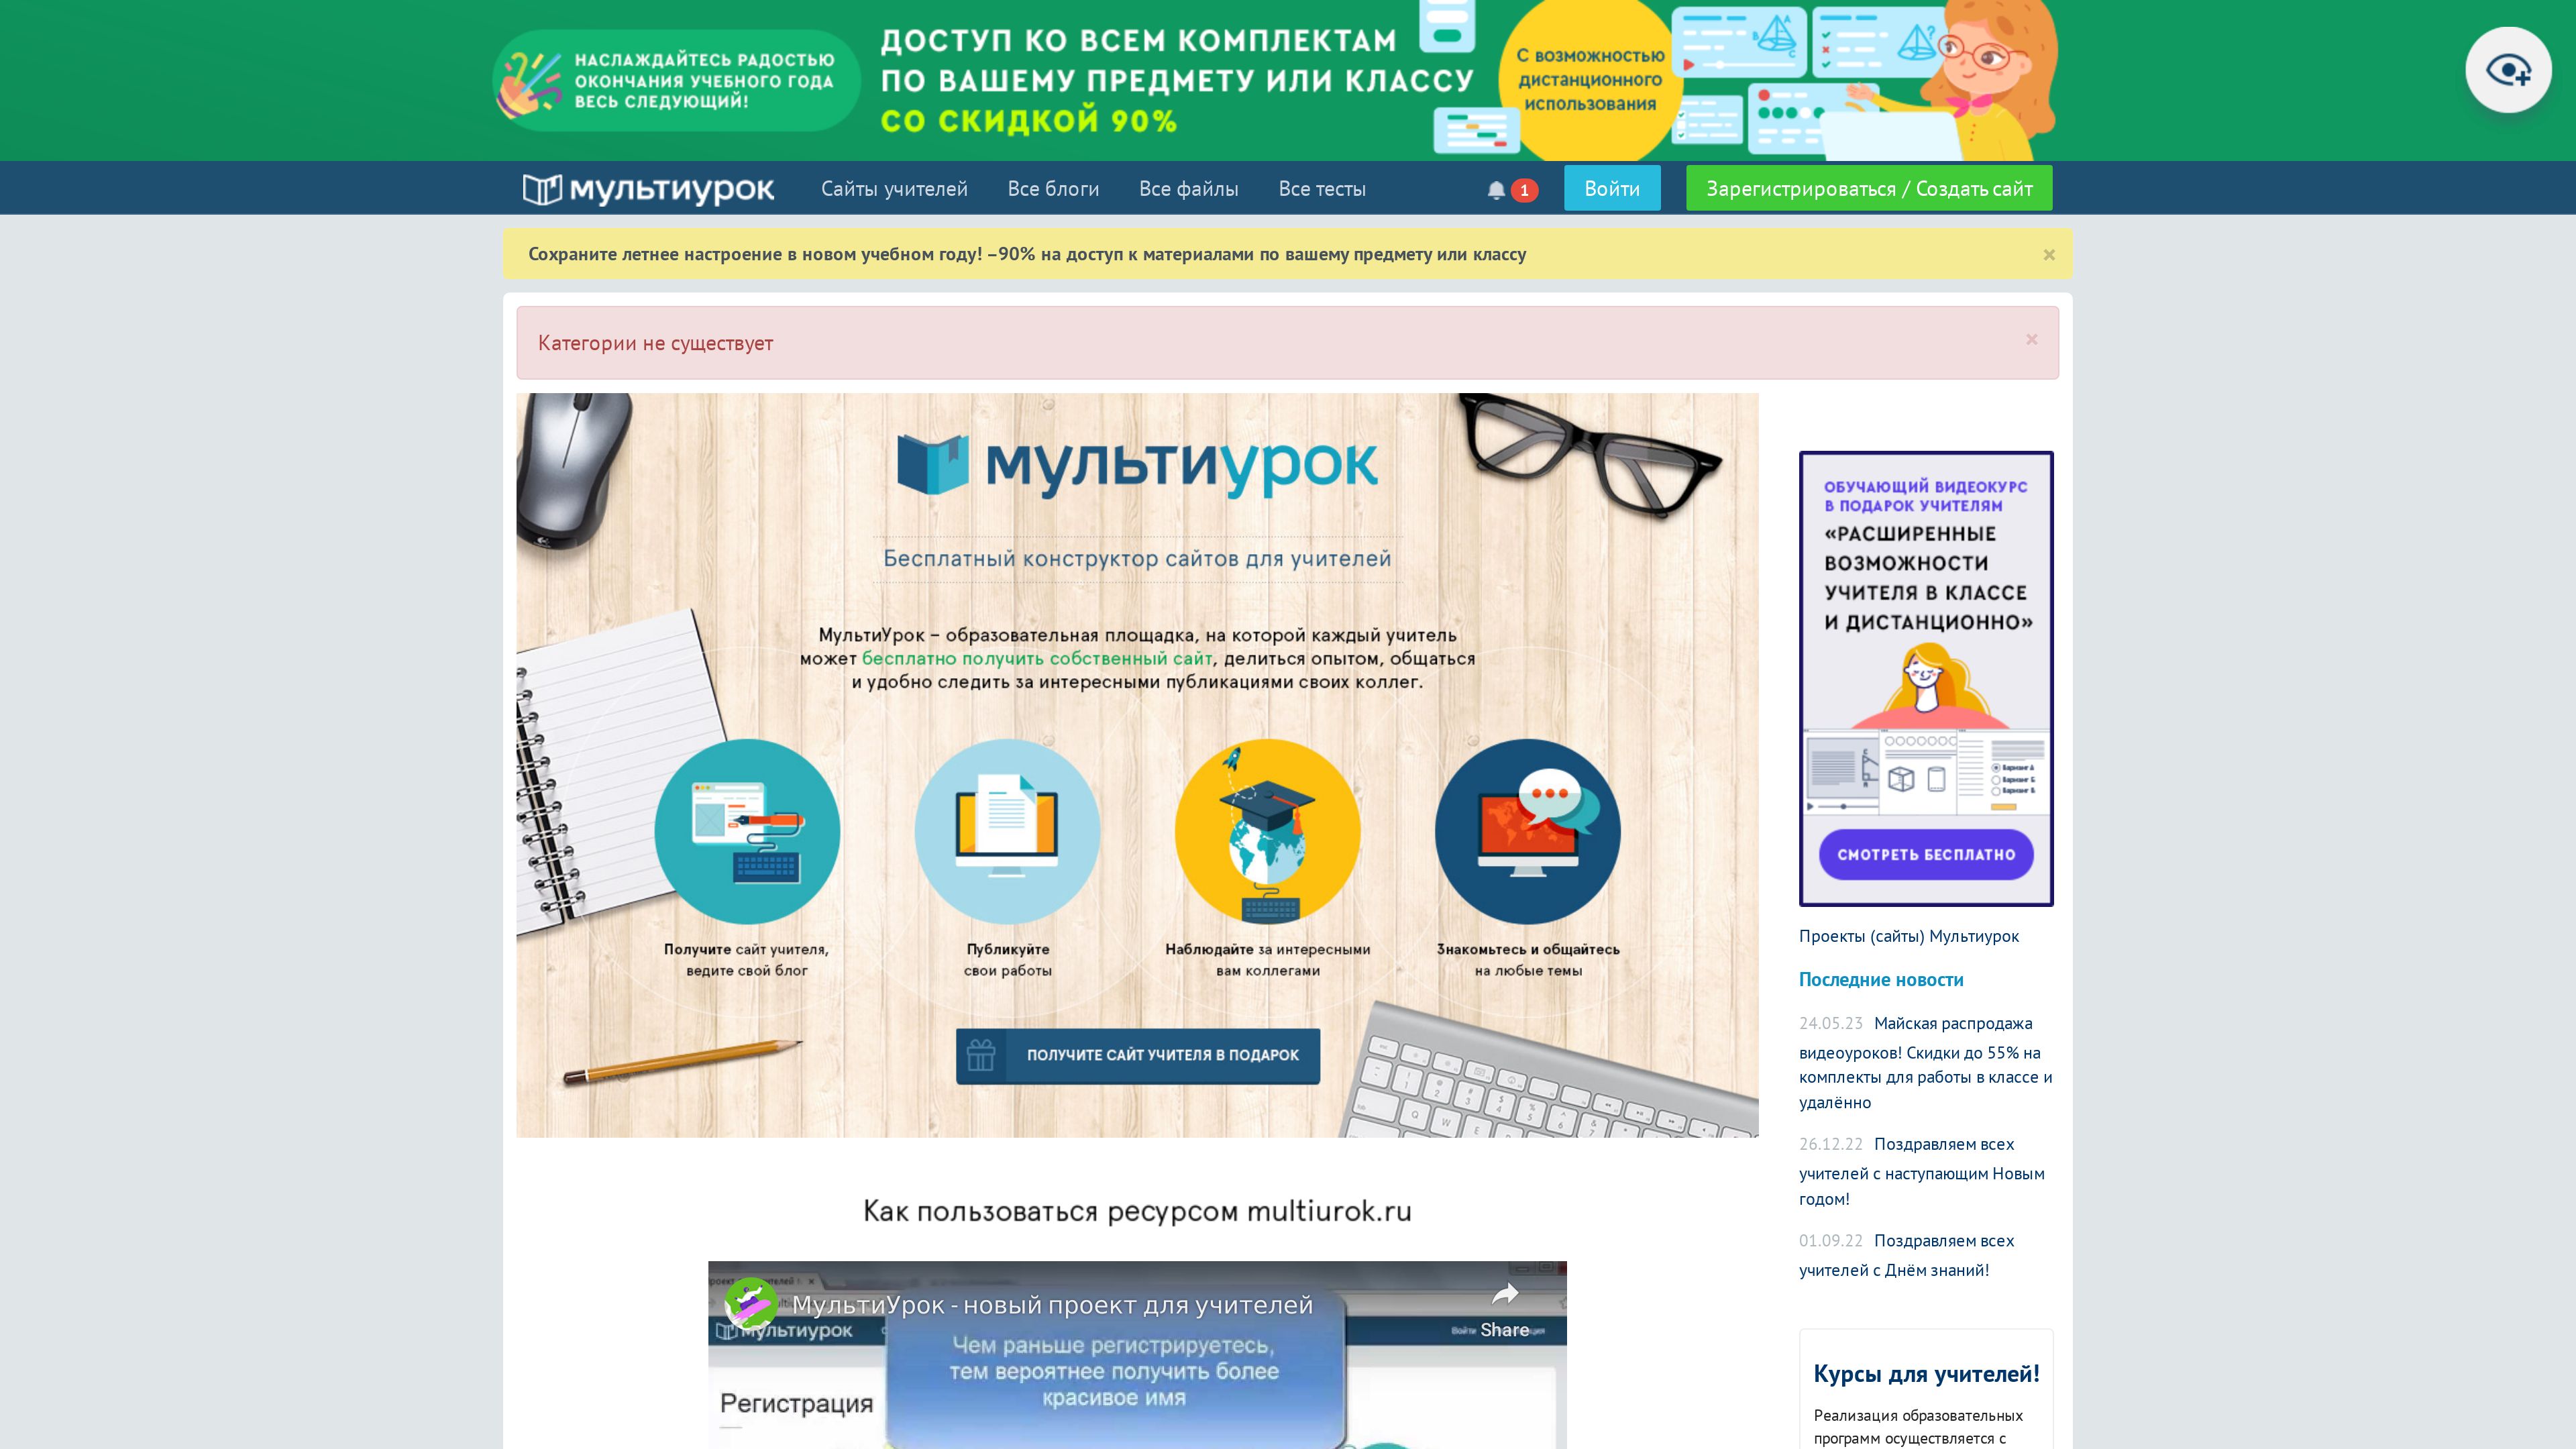 НАСЛАЖДАЙТЕСЬ РАДОСТЬЮ
ОКОНЧАНИЯ УЧЕБНОГО ГОДА
ВЕСЬ СЛЕДУЮЩИЙ!
ДОСТУП КО ВСЕМ КОМПЛЕКТАМ
ПО ВАШЕМУ ПРЕДМЕТУ ИЛИ КЛАССУ
СО СКИДКОЙ 90%
С возможностью
дистанционного
использования
мультиурок
Сайты учителей
Все блоги
Все файлы
Все тесты
1
Войти
Зарегистрироваться / Создать сайт
Сохраните летнее настроение в новом учебном году! –90% на доступ к материалами по вашему предмету или классу
×
Категории не существует
×
мультиурок
Бесплатный конструктор сайтов для учителей
МультиУрок – образовательная площадка, на которой каждый учитель
может бесплатно получить собственный сайт, делиться опытом, общаться
и удобно следить за интересными публикациями своих коллег.
Получите сайт учителя,
ведите свой блог
Публикуйте
свои работы
Наблюдайте за интересными
вам коллегами
Знакомьтесь и общайтесь
на любые темы
ПОЛУЧИТЕ САЙТ УЧИТЕЛЯ В ПОДАРОК
Как пользоваться ресурсом multiurok.ru
МультиУрок - новый проект для учителей
Share
мультиурок
Войти
Чем раньше регистрируетесь,
тем вероятнее получить более
красивое имя
Регистрация
ОБУЧАЮЩИЙ ВИДЕОКУРС
В ПОДАРОК УЧИТЕЛЯМ
«РАСШИРЕННЫЕ
ВОЗМОЖНОСТИ
УЧИТЕЛЯ В КЛАССЕ
И ДИСТАНЦИОННО»
Вариант А
Вариант Б
Вариант В
СМОТРЕТЬ БЕСПЛАТНО
Проекты (сайты) Мультиурок
Последние новости
24.05.23 Майская распродажа
видеоуроков! Скидки до 55% на
комплекты для работы в классе и
удалённо
26.12.22 Поздравляем всех
учителей с наступающим Новым
годом!
01.09.22 Поздравляем всех
учителей с Днём знаний!
Курсы для учителей!
Реализация образовательных
программ осуществляется с